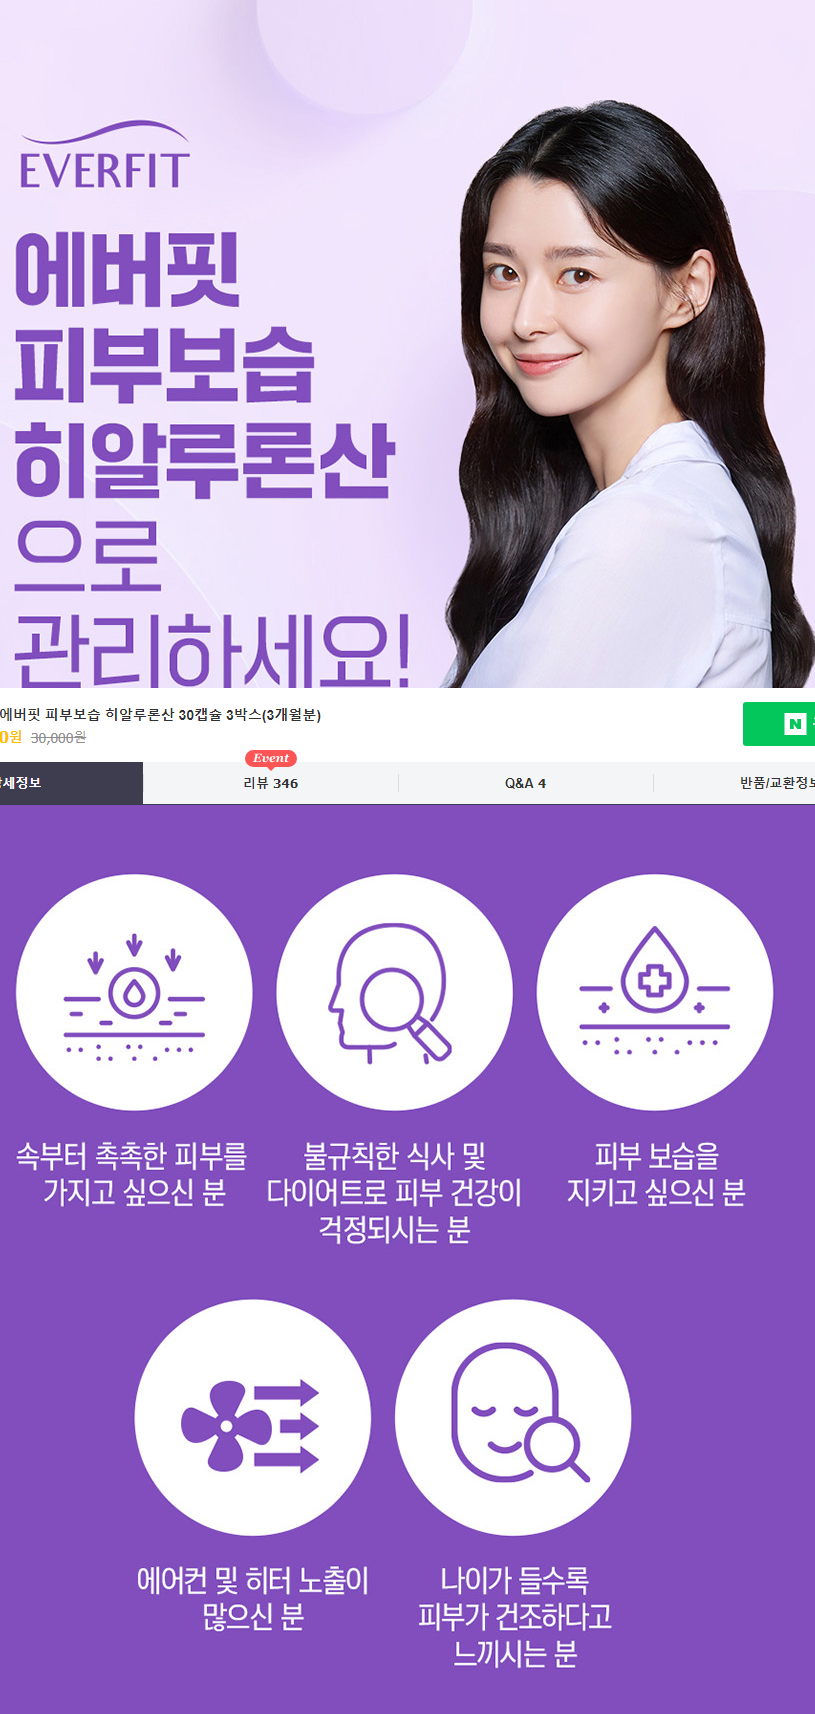 EVERFIT
에버핏
피부보습
히알루론산
으로
관리하세요!
에버핏 피부보습 히알루론산 30캡슐 3박스(3개월분)
0원 30,000원
N
Event
세정보
리뷰 346
Q&A 4
반품/교환정보
속부터 촉촉한 피부를
가지고 싶으신 분
불규칙한 식사 및
다이어트로 피부 건강이
걱정되시는 분
피부 보습을
지키고 싶으신 분
에어컨 및 히터 노출이
많으신 분
나이가 들수록
피부가 건조하다고
느끼시는 분